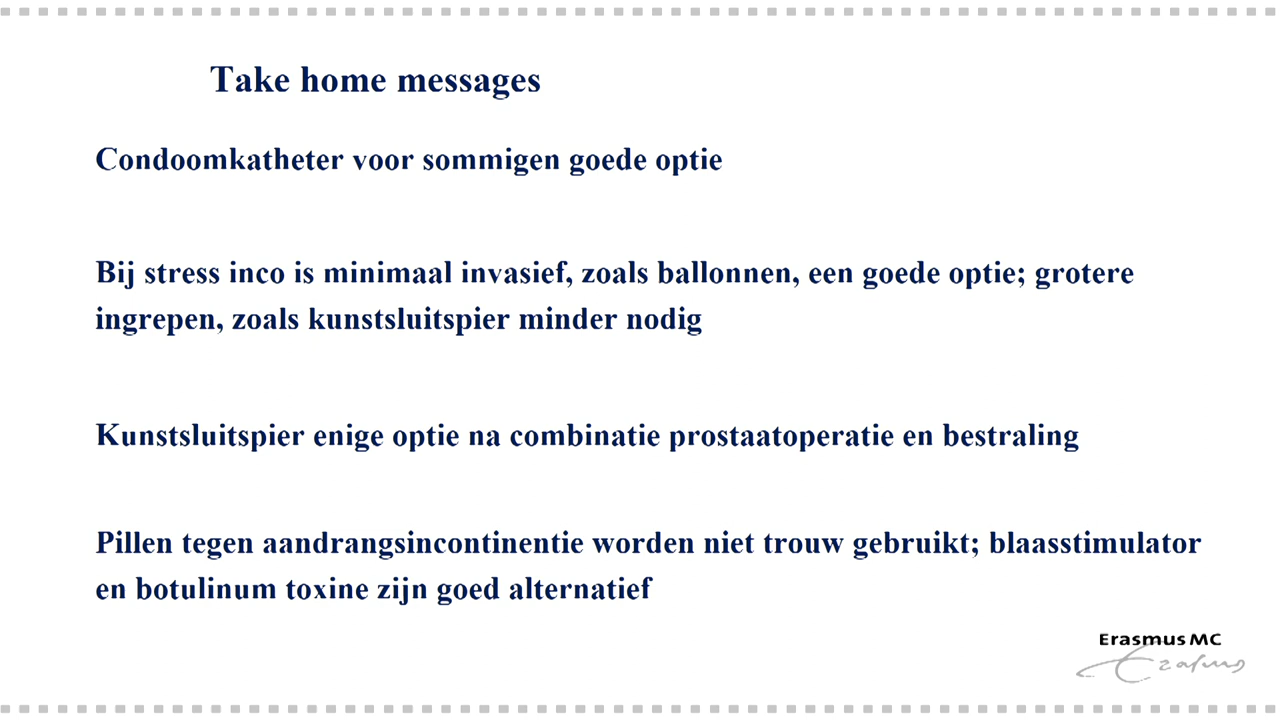 Take home messages
Condoomkatheter voor sommigen goede optie
Bij stress inco is minimaal invasief, zoals ballonnen, een goede optie; grotere
ingrepen, zoals kunstsluitspier minder nodig
Kunstsluitspier enige optie na combinatie prostaatoperatie en bestraling
Pillen tegen aandrangsincontinentie worden niet trouw gebruikt; blaasstimulator
en botulinum toxine zijn goed alternatief
Erasmus MC
Erasmus